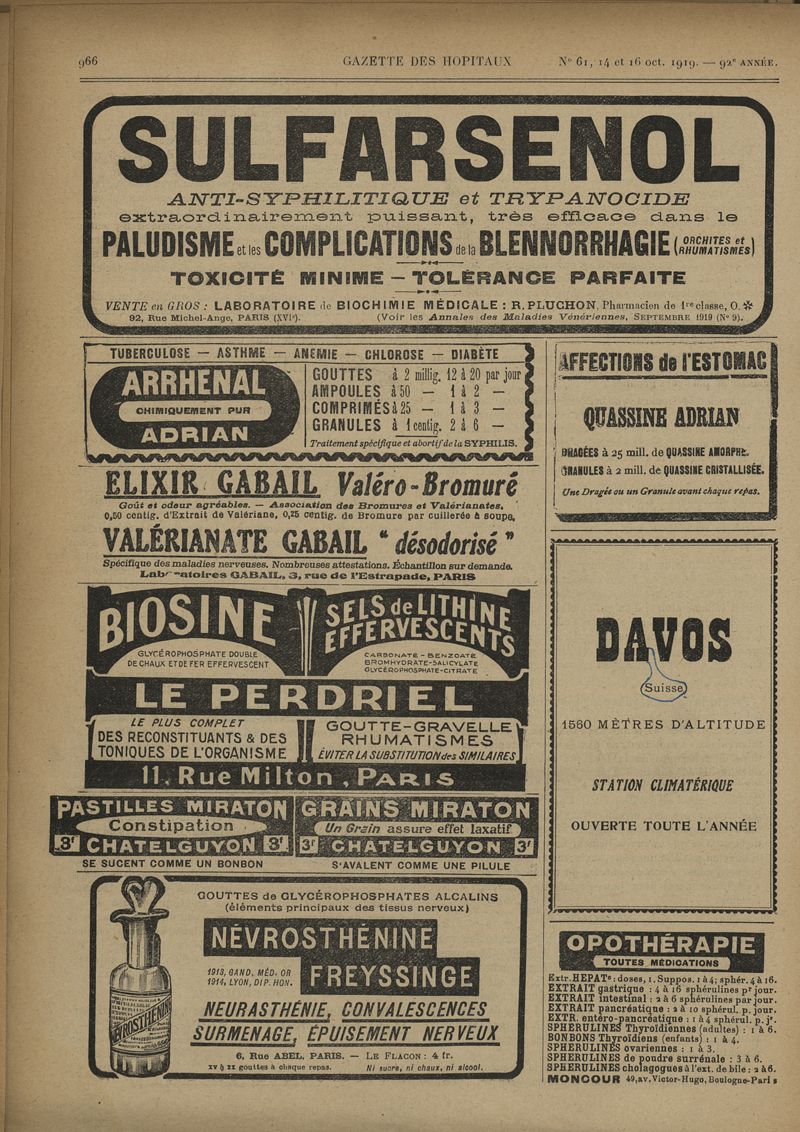 966
GAZETTE DES HOPITAUX
N° 61, 14 et 16 oct. 1919. — 92e ANNÉE.
SULFARSENOL
ANTI-SYPHILITIQUE et TRYPANOCIDE
extraordinairement puissant, très efficace dans le
PALUDISME et les COMPLICATIONS de la BLENNORRHAGIE (ORCHITES et RHUMATISMES)
TOXICITÉ MINIME — TOLÉRANCE PARFAITE
VENTE en GROS : LABORATOIRE de BIOCHIMIE MÉDICALE : R. PLUCHON, Pharmacien de 1re classe, O. ✻
92, Rue Michel-Ange, PARIS (XVIe). (Voir les Annales des Maladies Vénériennes, SEPTEMBRE 1919 (N° 9).
TUBERCULOSE — ASTHME — ANEMIE — CHLOROSE — DIABÈTE
ARRHENAL
CHIMIQUEMENT PUR
ADRIAN
GOUTTES à 2 millig. 12 à 20 par jour
AMPOULES à 50 — 1 à 2 —
COMPRIMÉS à 25 — 1 à 3 —
GRANULES à 1 centig. 2 à 6 —
Traitement spécifique et abortif de la SYPHILIS.
ELIXIR GABAIL Valéro-Bromuré
Goût et odeur agréables. — Association des Bromures et Valérianates,
0,50 centig. d'Extrait de Valériane, 0,25 centig. de Bromure par cuillerée à soupe,
VALÉRIANATE GABAIL “ désodorisé ”
Spécifique des maladies nerveuses. Nombreuses attestations. Échantillon sur demande.
Laboratoires GABAIL, 3, rue de l'Estrapade, PARIS
BIOSINE
GLYCÉROPHOSPHATE DOUBLE
DE CHAUX ET DE FER EFFERVESCENT
SELS de LITHINE
EFFERVESCENTS
CARBONATE - BENZOATE
BROMHYDRATE-SALICYLATE
GLYCÉROPHOSPHATE-CITRATE
LE PERDRIEL
LE PLUS COMPLET
DES RECONSTITUANTS & DES
TONIQUES DE L'ORGANISME
GOUTTE-GRAVELLE
RHUMATISMES
ÉVITER LA SUBSTITUTION des SIMILAIRES
11, Rue Milton, PARIS
PASTILLES MIRATON
Constipation
3f CHATELGUYON 3f
SE SUCENT COMME UN BONBON
GRAINS MIRATON
Un Grain assure effet laxatif
3f CHATELGUYON 3f
S'AVALENT COMME UNE PILULE
GOUTTES de GLYCÉROPHOSPHATES ALCALINS
(éléments principaux des tissus nerveux)
NÉVROSTHÉNINE
1913, GAND, MÉD. OR
1914, LYON, DIP. HON.
FREYSSINGE
NEURASTHÉNIE, CONVALESCENCES
SURMENAGE, ÉPUISEMENT NERVEUX
6, Rue ABEL, PARIS. — LE FLACON : 4 fr.
XV à XX gouttes à chaque repas. Ni sucre, ni chaux, ni alcool.
NEVROSTHÉNINE
AFFECTIONS de l'ESTOMAC
QUASSINE ADRIAN
DRAGÉES à 25 mill. de QUASSINE AMORPHE.
GRANULES à 2 mill. de QUASSINE CRISTALLISÉE.
Une Dragée ou un Granule avant chaque repas.
DAVOS
(Suisse)
1560 MÈTRES D'ALTITUDE
STATION CLIMATÉRIQUE
OUVERTE TOUTE L'ANNÉE
OPOTHÉRAPIE
TOUTES MÉDICATIONS
Extr. HEPATe : doses, 1. Suppos. 1 à 4; sphér. 4 à 16.
EXTRAIT gastrique : 4 à 16 sphérulines pr jour.
EXTRAIT intestinal : 2 à 6 sphérulines par jour.
EXTRAIT pancréatique : 2 à 10 sphérul. p. jour.
EXTR. entéro-pancréatique : 1 à 4 sphérul. p. jr.
SPHERULINES Thyroïdiennes (adultes) : 1 à 6.
BONBONS Thyroïdiens (enfants) : 1 à 4.
SPHERULINES ovariennes : 1 à 3.
SPHERULINES de poudre surrénale : 3 à 6.
SPHERULINES cholagogues à l'ext. de bile : 2 à 6.
MONCOUR 49, av. Victor-Hugo, Boulogne-Paris